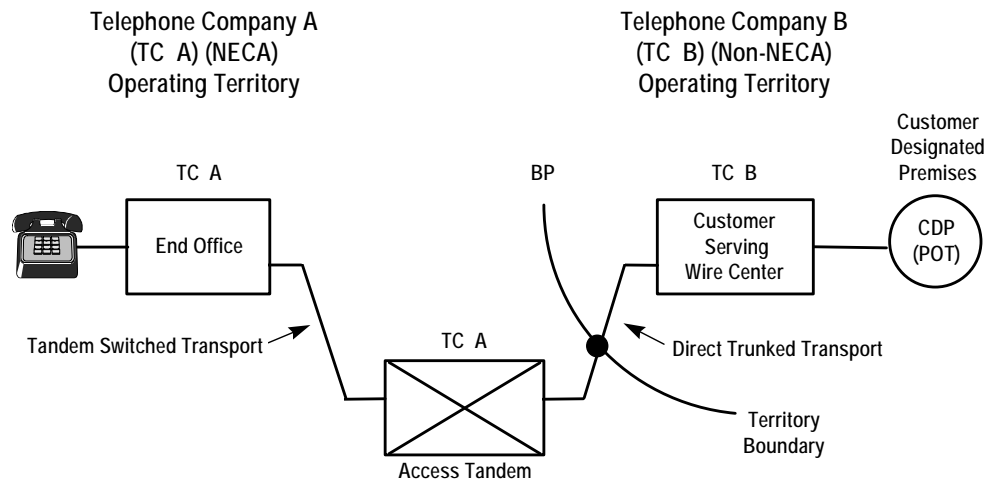 Telephone Company A
(TC A) (NECA)
Operating Territory
Telephone Company B
(TC B) (Non-NECA)
Operating Territory
Customer
Designated
Premises
TC A
BP
TC B
End Office
Customer
Serving
Wire Center
CDP
(POT)
Tandem Switched Transport
TC A
Direct Trunked Transport
Territory
Boundary
Access Tandem